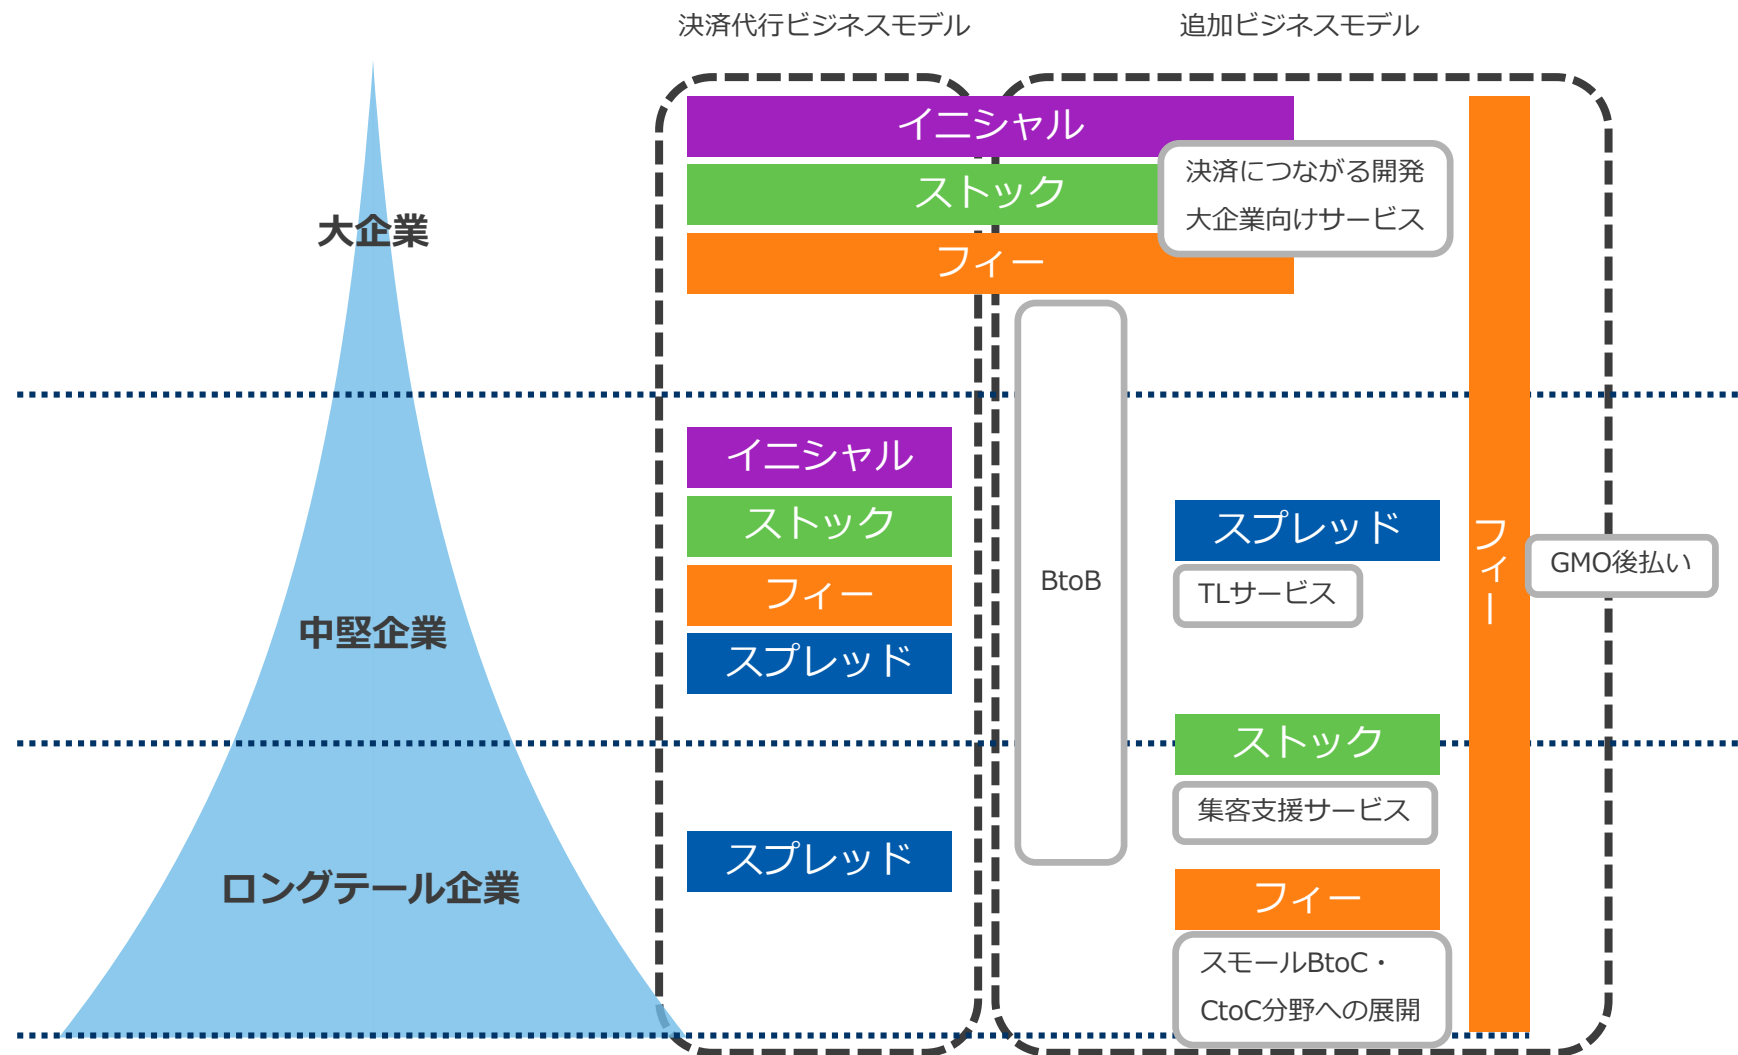 決済代行ビジネスモデル
追加ビジネスモデル
大企業
イニシャル
ストック
フィー
決済につながる開発
大企業向けサービス
中堅企業
イニシャル
ストック
フィー
スプレッド
BtoB
スプレッド
TLサービス
フィー
GMO後払い
ストック
集客支援サービス
ロングテール企業
スプレッド
フィー
スモールBtoC・
CtoC分野への展開